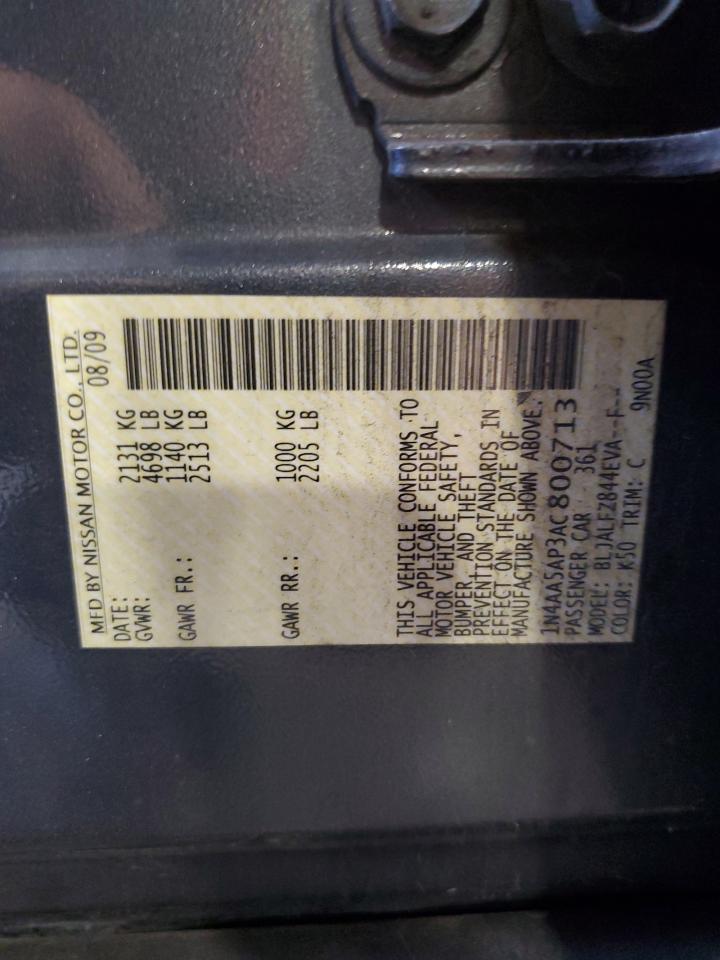 MFD BY NISSAN MOTOR CO., LTD.
DATE: 08/09
GVWR: 2131 KG
4698 LB
GAWR FR.: 1140 KG
2513 LB
GAWR RR.: 1000 KG
2205 LB
THIS VEHICLE CONFORMS TO
ALL APPLICABLE FEDERAL
MOTOR VEHICLE SAFETY,
BUMPER AND THEFT
PREVENTION STANDARDS IN
EFFECT ON THE DATE OF
MANUFACTURE SHOWN ABOVE.
1N4AA5AP3AC800713
PASSENGER CAR 361
MODEL: BLJALFZ844EVA--F--
COLOR: K50 TRIM: C 9N00A